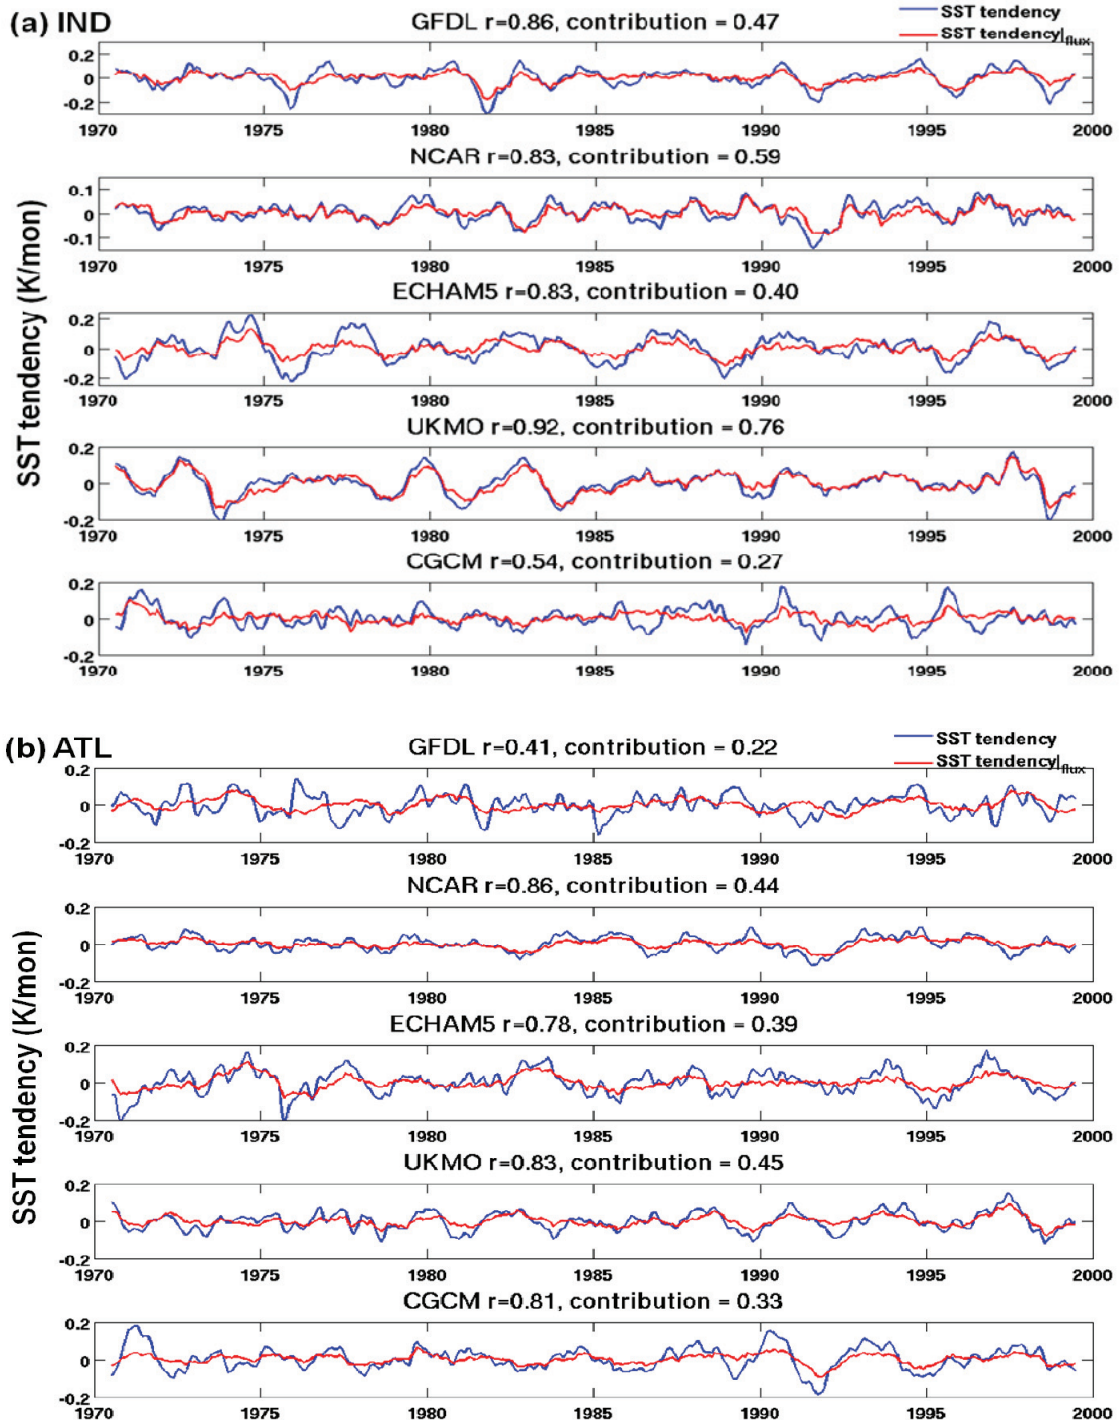 (a) IND
GFDL r=0.86, contribution = 0.47
SST tendency
SST tendency|flux
0.2
0
-0.2
1970 1975 1980 1985 1990 1995 2000
NCAR r=0.83, contribution = 0.59
0.1
0
-0.1
1970 1975 1980 1985 1990 1995 2000
ECHAM5 r=0.83, contribution = 0.40
0.2
0
-0.2
1970 1975 1980 1985 1990 1995 2000
UKMO r=0.92, contribution = 0.76
0.2
0
-0.2
1970 1975 1980 1985 1990 1995 2000
CGCM r=0.54, contribution = 0.27
0.2
0
-0.2
1970 1975 1980 1985 1990 1995 2000
SST tendency (K/mon)
(b) ATL
GFDL r=0.41, contribution = 0.22
SST tendency
SST tendency|flux
0.2
0
-0.2
1970 1975 1980 1985 1990 1995 2000
NCAR r=0.86, contribution = 0.44
0.2
0
-0.2
1970 1975 1980 1985 1990 1995 2000
ECHAM5 r=0.78, contribution = 0.39
0.2
0
-0.2
1970 1975 1980 1985 1990 1995 2000
UKMO r=0.83, contribution = 0.45
0.2
0
-0.2
1970 1975 1980 1985 1990 1995 2000
CGCM r=0.81, contribution = 0.33
0.2
0
-0.2
1970 1975 1980 1985 1990 1995 2000
SST tendency (K/mon)